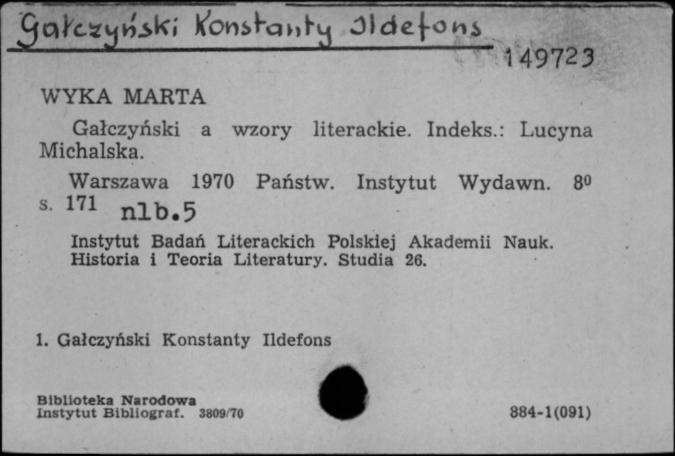 Gałczyński Konstanty Ildefons
149723
WYKA MARTA
Gałczyński a wzory literackie. Indeks.: Lucyna
Michalska.
Warszawa 1970 Państw. Instytut Wydawn. 8⁰
s. 171 nlb.5
Instytut Badań Literackich Polskiej Akademii Nauk.
Historia i Teoria Literatury. Studia 26.
1. Gałczyński Konstanty Ildefons
Biblioteka Narodowa
Instytut Bibliograf. 3809/70
884-1(091)